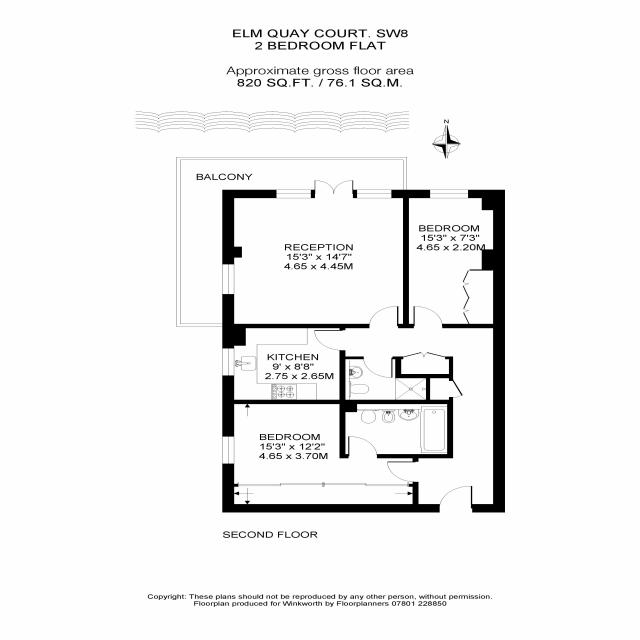 ELM QUAY COURT. SW8
2 BEDROOM FLAT
Approximate gross floor area
820 SQ.FT. / 76.1 SQ.M.
N
BALCONY
RECEPTION
15'3" x 14'7"
4.65 x 4.45M
BEDROOM
15'3" x 7'3"
4.65 x 2.20M
KITCHEN
9' x 8'8"
2.75 x 2.65M
BEDROOM
15'3" x 12'2"
4.65 x 3.70M
SECOND FLOOR
Copyright: These plans should not be reproduced by any other person, without permission.
Floorplan produced for Winkworth by Floorplanners 07801 228850